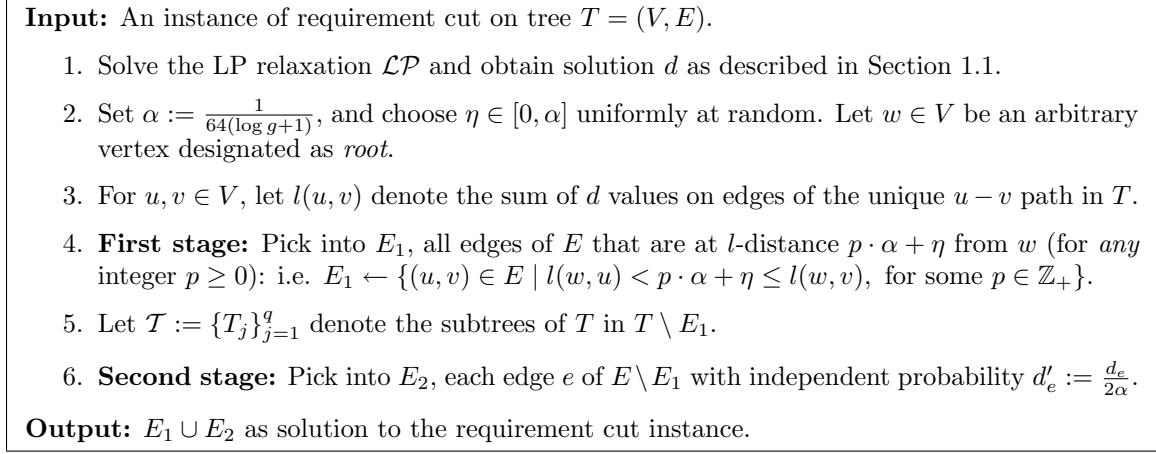 Input: An instance of requirement cut on tree T = (V, E).
1. Solve the LP relaxation 𝓛𝓟 and obtain solution d as described in Section 1.1.
2. Set α := 1/(64(log g+1)), and choose η ∈ [0, α] uniformly at random. Let w ∈ V be an arbitrary
vertex designated as root.
3. For u, v ∈ V, let l(u, v) denote the sum of d values on edges of the unique u − v path in T.
4. First stage: Pick into E₁, all edges of E that are at l-distance p · α + η from w (for any
integer p ≥ 0): i.e. E₁ ← {(u, v) ∈ E | l(w, u) < p · α + η ≤ l(w, v), for some p ∈ ℤ₊}.
5. Let 𝒯 := {Tⱼ}_{j=1}^{q} denote the subtrees of T in T \ E₁.
6. Second stage: Pick into E₂, each edge e of E\E₁ with independent probability d′ₑ := dₑ/2α.
Output: E₁ ∪ E₂ as solution to the requirement cut instance.